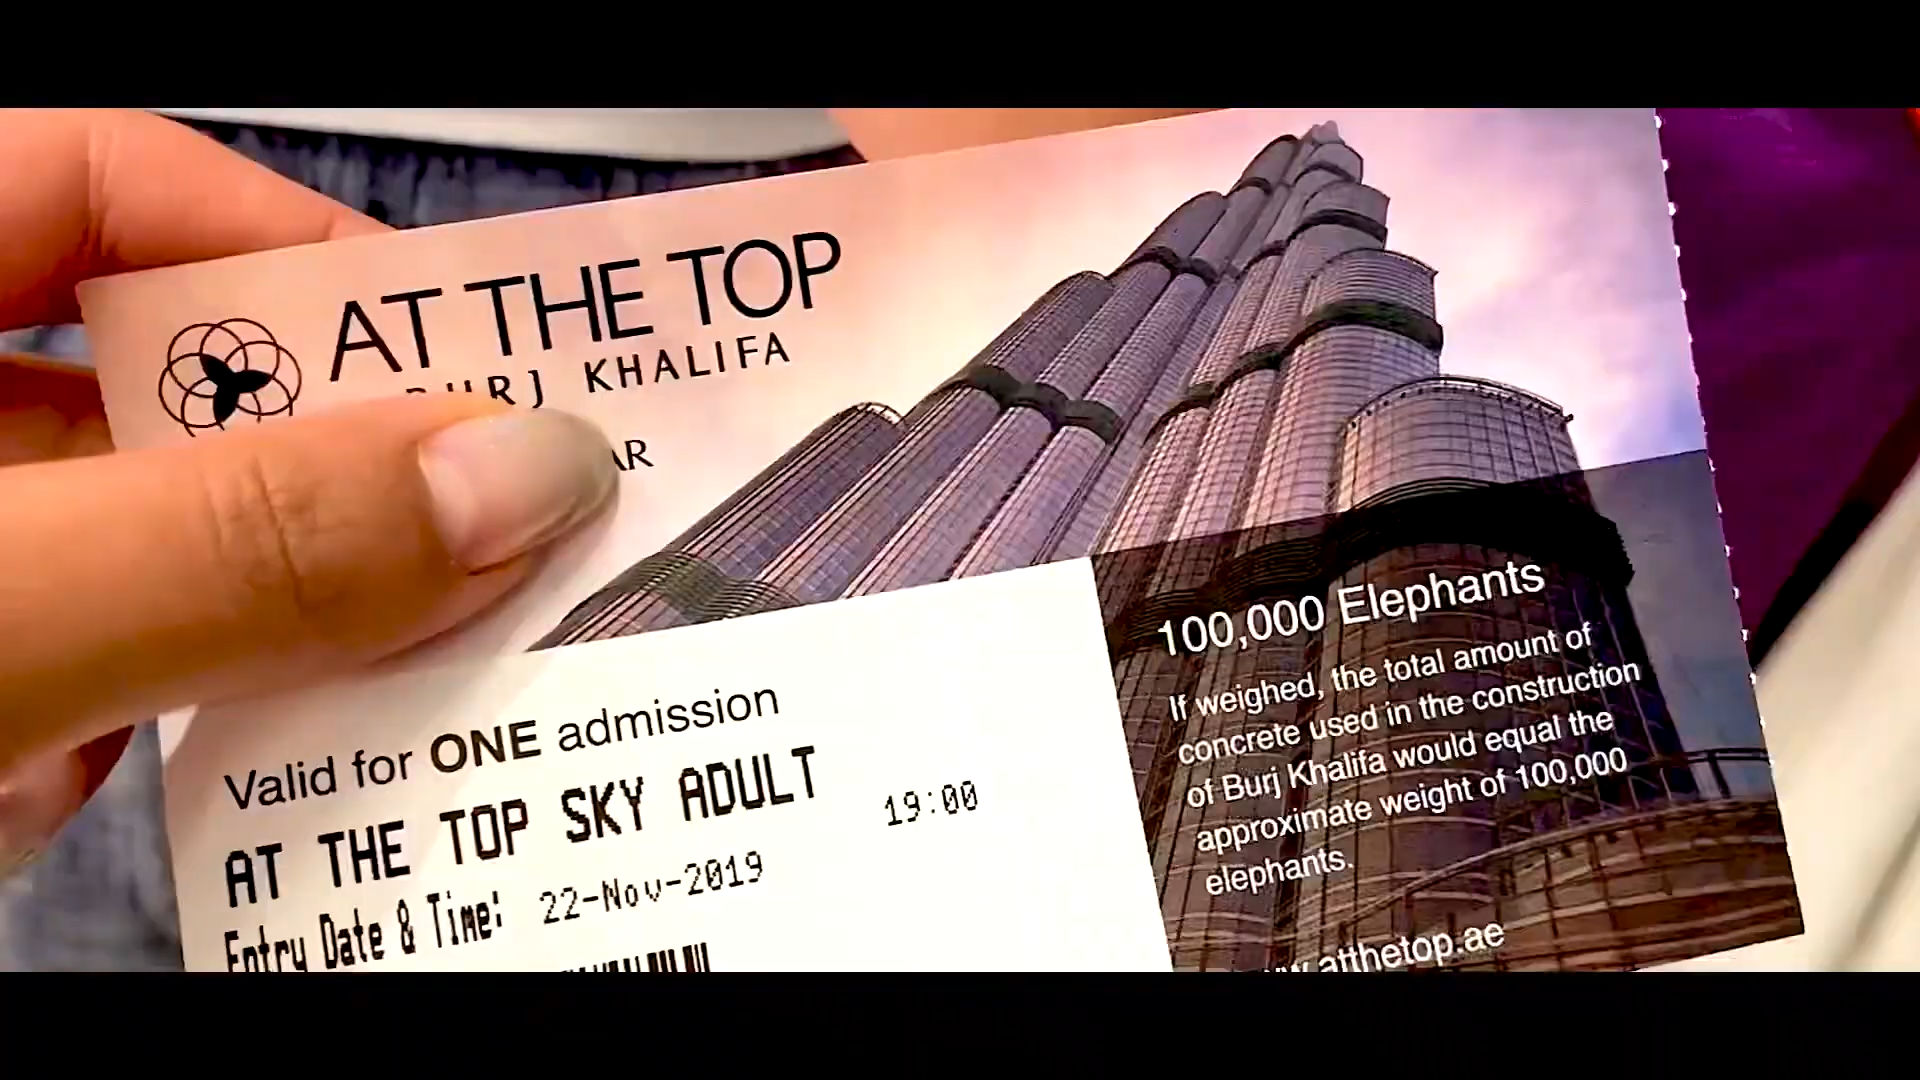 AT THE TOP
BURJ KHALIFA
Valid for ONE admission
AT THE TOP SKY ADULT
Entry Date & Time: 22-Nov-2019 19:00
100,000 Elephants
If weighed, the total amount of
concrete used in the construction
of Burj Khalifa would equal the
approximate weight of 100,000
elephants.
www.atthetop.ae